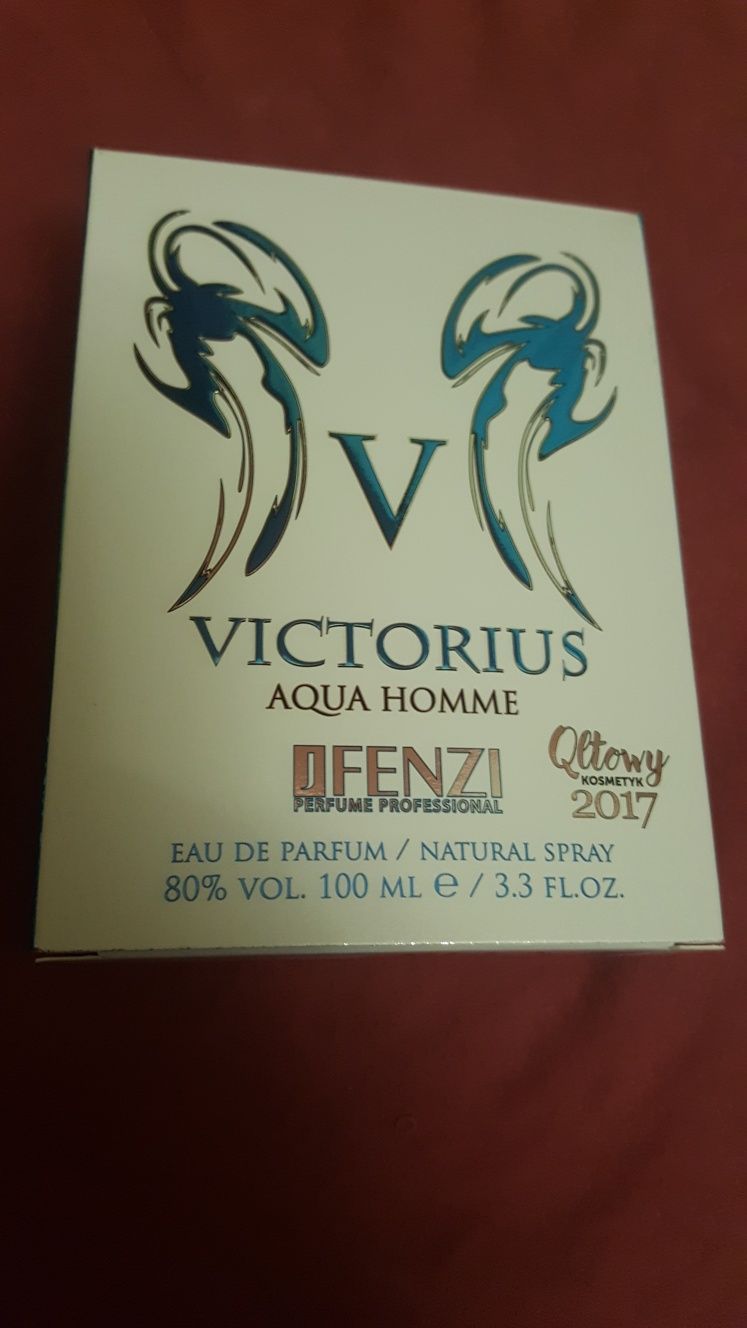 V
VICTORIUS
AQUA HOMME
JFENZI
PERFUME PROFESSIONAL
Qltowy
KOSMETYK
2017
EAU DE PARFUM / NATURAL SPRAY
80% VOL. 100 ML e / 3.3 FL.OZ.